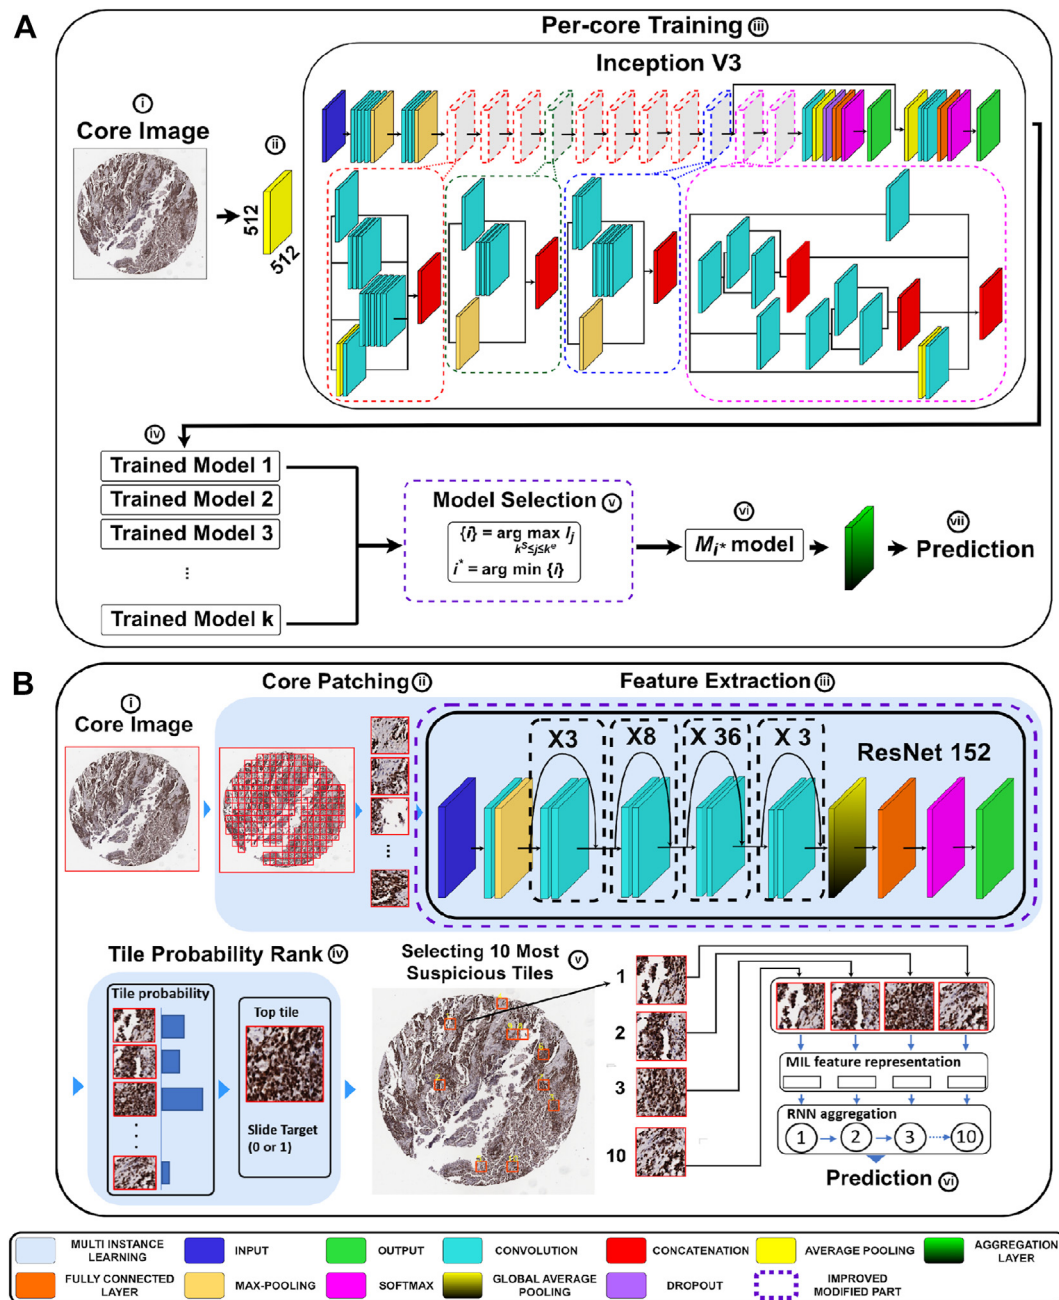 A
Per-core Training iii
Inception V3
i
Core Image
ii
512
512
iv
Trained Model 1
Trained Model 2
Trained Model 3
...
Trained Model k
Model Selection v
{i} = arg max Ij
kˢ≤j≤kᵉ
i* = arg min {i}
vi
Mi* model
vii
Prediction
B
i
Core Image
Core Patching ii
Feature Extraction iii
X3
X8
X 36
X 3
ResNet 152
...
Tile Probability Rank iv
Tile probability
Top tile
Slide Target
(0 or 1)
Selecting 10 Most
Suspicious Tiles v
1
2
3
10
MIL feature representation
RNN aggregation
1 2 3 10
Prediction vi
MULTI INSTANCE
LEARNING
INPUT
OUTPUT
CONVOLUTION
CONCATENATION
AVERAGE POOLING
AGGREGATION
LAYER
FULLY CONNECTED
LAYER
MAX-POOLING
SOFTMAX
GLOBAL AVERAGE
POOLING
DROPOUT
IMPROVED
MODIFIED PART